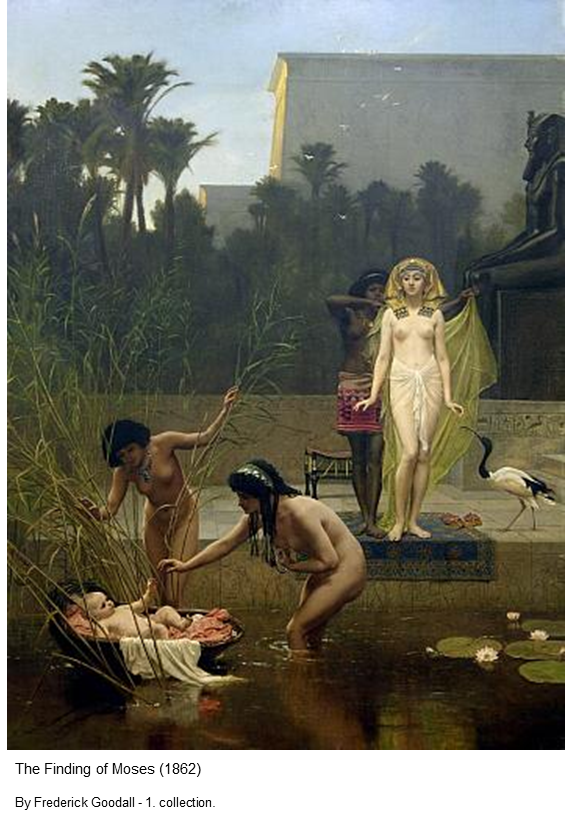 The Finding of Moses (1862)
By Frederick Goodall - 1. collection.